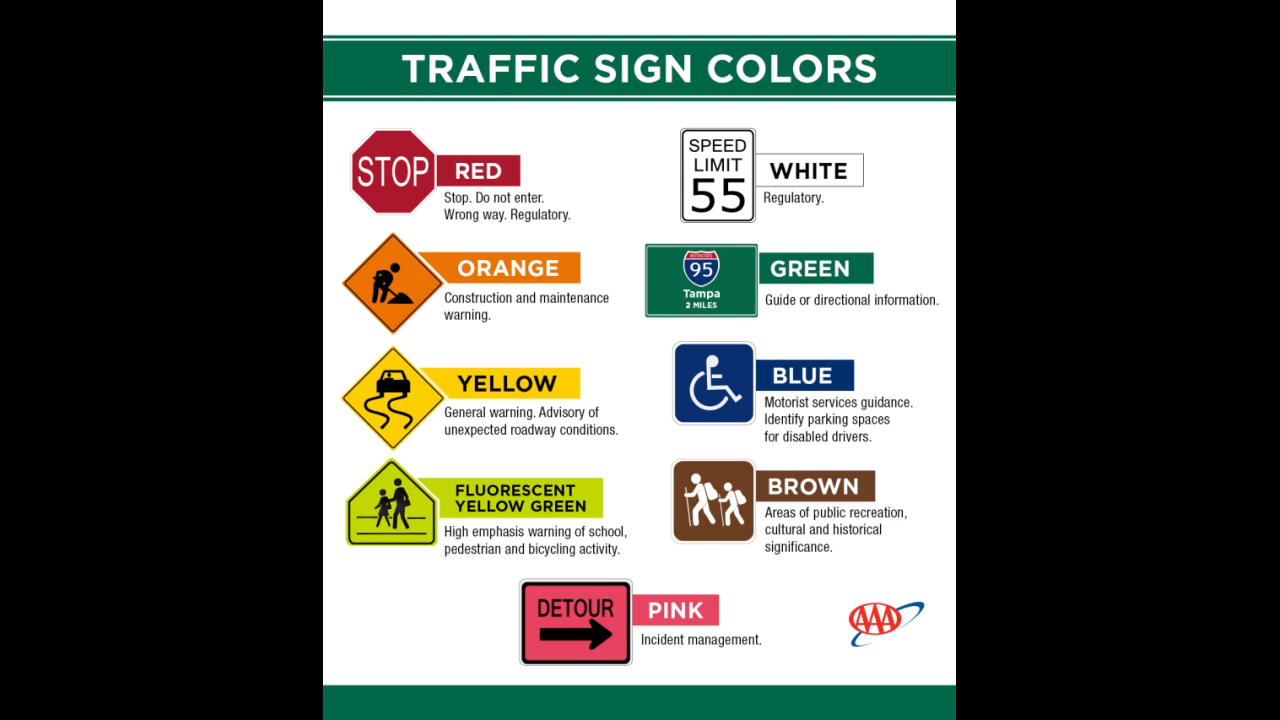 TRAFFIC SIGN COLORS
STOP
RED
Stop. Do not enter.
Wrong way. Regulatory.
SPEED
LIMIT
55
WHITE
Regulatory.
ORANGE
Construction and maintenance
warning.
INTERSTATE
95
Tampa
2 MILES
GREEN
Guide or directional information.
YELLOW
General warning. Advisory of
unexpected roadway conditions.
BLUE
Motorist services guidance.
Identify parking spaces
for disabled drivers.
FLUORESCENT
YELLOW GREEN
High emphasis warning of school,
pedestrian and bicycling activity.
BROWN
Areas of public recreation,
cultural and historical
significance.
DETOUR
PINK
Incident management.
AAA